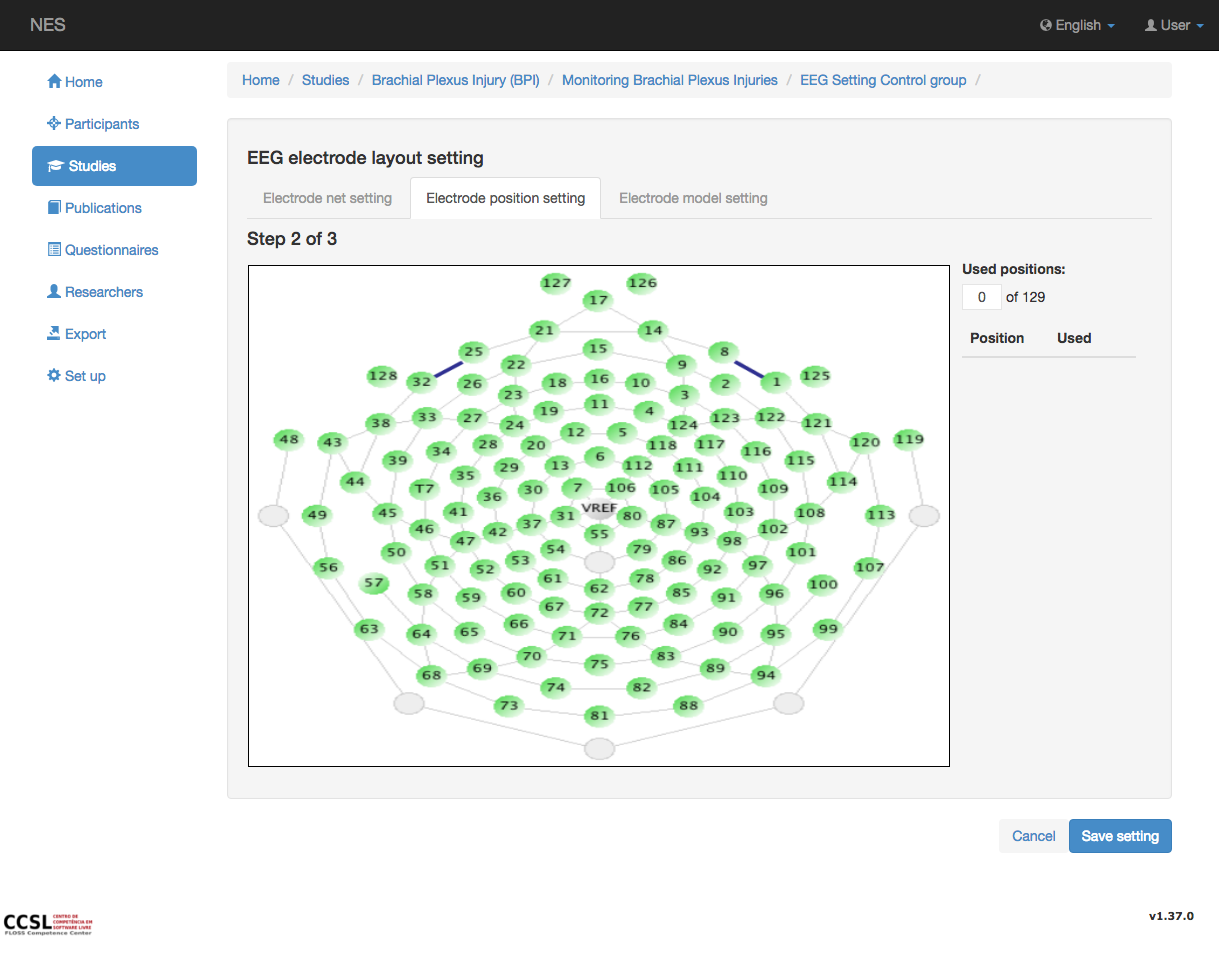 NES
English
User
Home
Participants
Studies
Publications
Questionnaires
Researchers
Export
Set up
Home / Studies / Brachial Plexus Injury (BPI) / Monitoring Brachial Plexus Injuries / EEG Setting Control group /
EEG electrode layout setting
Electrode net setting
Electrode position setting
Electrode model setting
Step 2 of 3
127 126
17
21 14
25 15 8
22 9
128 32 26 18 16 10 2 1 125
23 3
19 11 4
38 33 27 24 124 123 122 121
48 43 12 5 120 119
34 28 20 118 117 116
39 29 13 6 112 111 115
44 35 110 114
T7 36 30 7 106 105 104 109
VREF
49 45 41 31 80 103 108 113
46 42 37 87 93 102
47 55 98
50 54 79 101
56 51 52 53 86 92 97 107
57 61 78 100
58 59 60 62 85 91 96
67 72 77
63 64 65 66 84 90 95 99
71 76
70 75 83
68 69 89 94
74 82
73 81 88
Used positions:
0 of 129
Position Used
Cancel
Save setting
CCSL
CENTRO DE
COMPETÊNCIA EM
SOFTWARE LIVRE
FLOSS Competence Center
v1.37.0